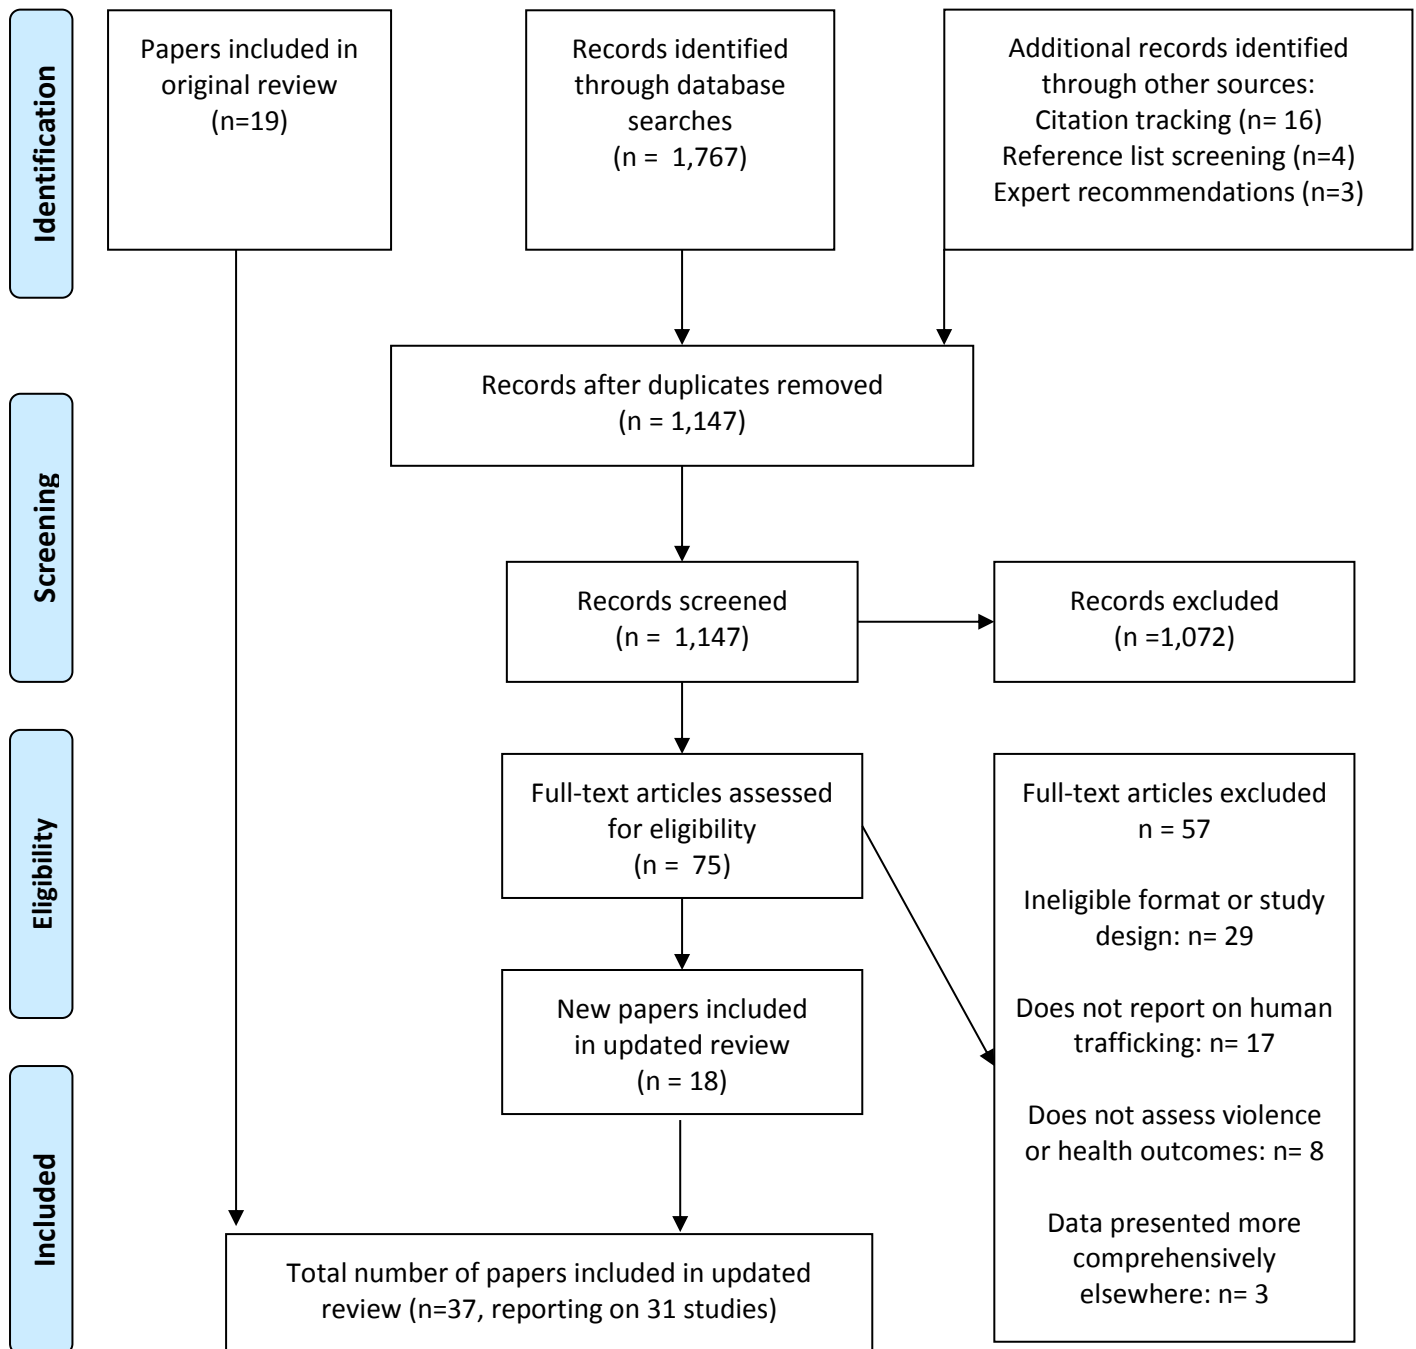 Identification
Papers included in
original review
(n=19)
Records identified
through database
searches
(n =  1,767)
Additional records identified
through other sources:
Citation tracking (n= 16)
Reference list screening (n=4)
Expert recommendations (n=3)
Records after duplicates removed
(n = 1,147)
Screening
Records screened
(n =  1,147)
Records excluded
(n =1,072)
Eligibility
Full-text articles assessed
for eligibility
(n =  75)
Full-text articles excluded
n = 57
Ineligible format or study
design: n= 29
Does not report on human
trafficking: n= 17
Does not assess violence
or health outcomes: n= 8
Data presented more
comprehensively
elsewhere: n= 3
New papers included
in updated review
(n = 18)
Included
Total number of papers included in updated
review (n=37, reporting on 31 studies)